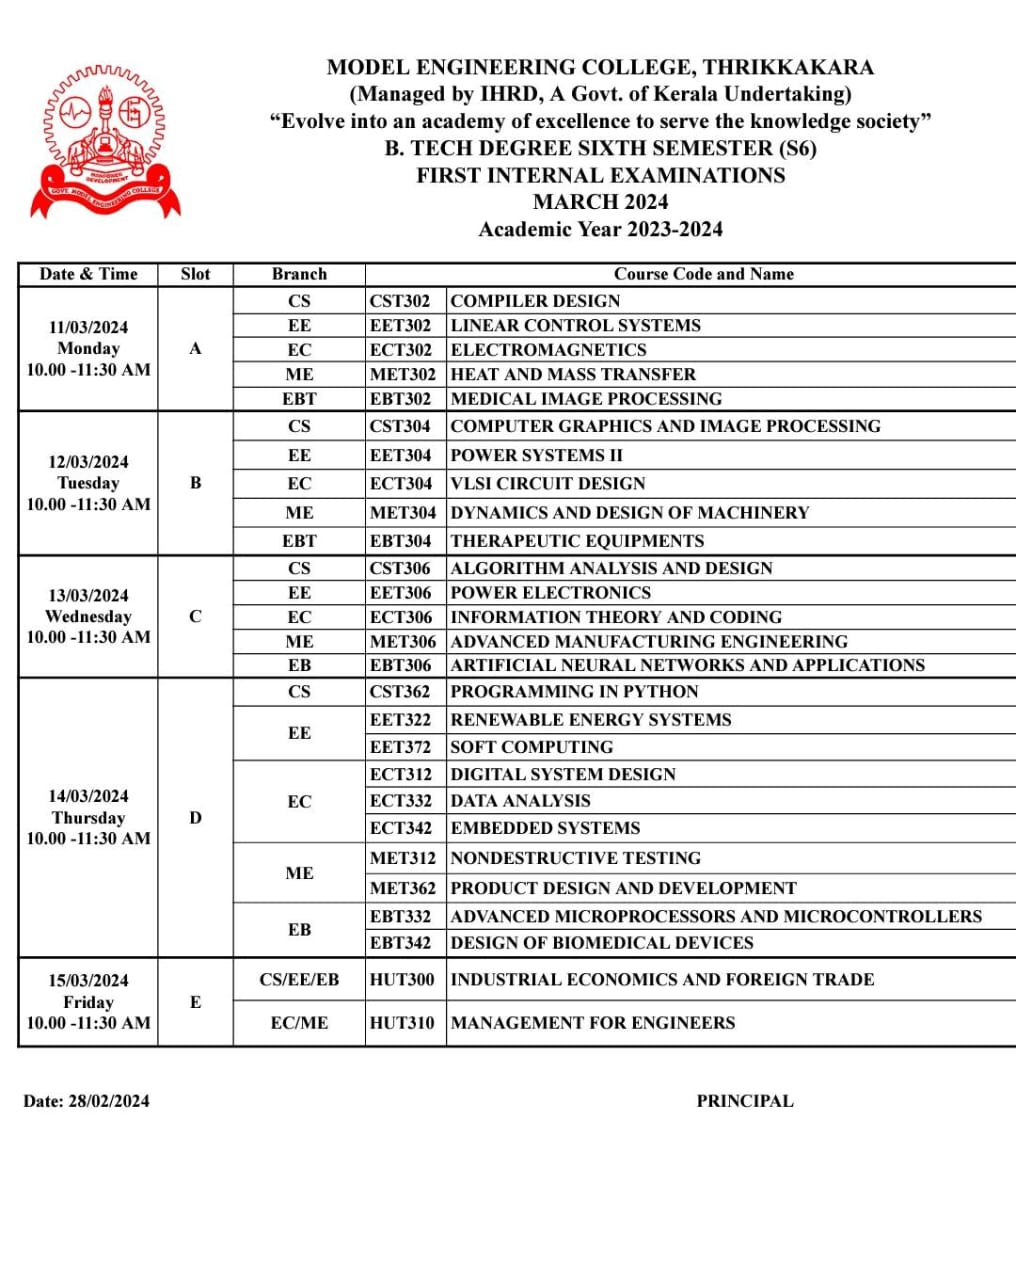 MODEL ENGINEERING COLLEGE, THRIKKAKARA
(Managed by IHRD, A Govt. of Kerala Undertaking)
“Evolve into an academy of excellence to serve the knowledge society”
B. TECH DEGREE SIXTH SEMESTER (S6)
FIRST INTERNAL EXAMINATIONS
MARCH 2024
Academic Year 2023-2024
MANPOWER
DEVELOPMENT
GOVT. MODEL ENGINEERING COLLEGE
Date & Time Slot Branch Course Code and Name
11/03/2024
Monday
10.00 -11:30 AM
A
CS CST302 COMPILER DESIGN
EE EET302 LINEAR CONTROL SYSTEMS
EC ECT302 ELECTROMAGNETICS
ME MET302 HEAT AND MASS TRANSFER
EBT EBT302 MEDICAL IMAGE PROCESSING
12/03/2024
Tuesday
10.00 -11:30 AM
B
CS CST304 COMPUTER GRAPHICS AND IMAGE PROCESSING
EE EET304 POWER SYSTEMS II
EC ECT304 VLSI CIRCUIT DESIGN
ME MET304 DYNAMICS AND DESIGN OF MACHINERY
EBT EBT304 THERAPEUTIC EQUIPMENTS
13/03/2024
Wednesday
10.00 -11:30 AM
C
CS CST306 ALGORITHM ANALYSIS AND DESIGN
EE EET306 POWER ELECTRONICS
EC ECT306 INFORMATION THEORY AND CODING
ME MET306 ADVANCED MANUFACTURING ENGINEERING
EB EBT306 ARTIFICIAL NEURAL NETWORKS AND APPLICATIONS
14/03/2024
Thursday
10.00 -11:30 AM
D
CS CST362 PROGRAMMING IN PYTHON
EE
EET322 RENEWABLE ENERGY SYSTEMS
EET372 SOFT COMPUTING
EC
ECT312 DIGITAL SYSTEM DESIGN
ECT332 DATA ANALYSIS
ECT342 EMBEDDED SYSTEMS
ME
MET312 NONDESTRUCTIVE TESTING
MET362 PRODUCT DESIGN AND DEVELOPMENT
EB
EBT332 ADVANCED MICROPROCESSORS AND MICROCONTROLLERS
EBT342 DESIGN OF BIOMEDICAL DEVICES
15/03/2024
Friday
10.00 -11:30 AM
E
CS/EE/EB HUT300 INDUSTRIAL ECONOMICS AND FOREIGN TRADE
EC/ME HUT310 MANAGEMENT FOR ENGINEERS
Date: 28/02/2024 PRINCIPAL